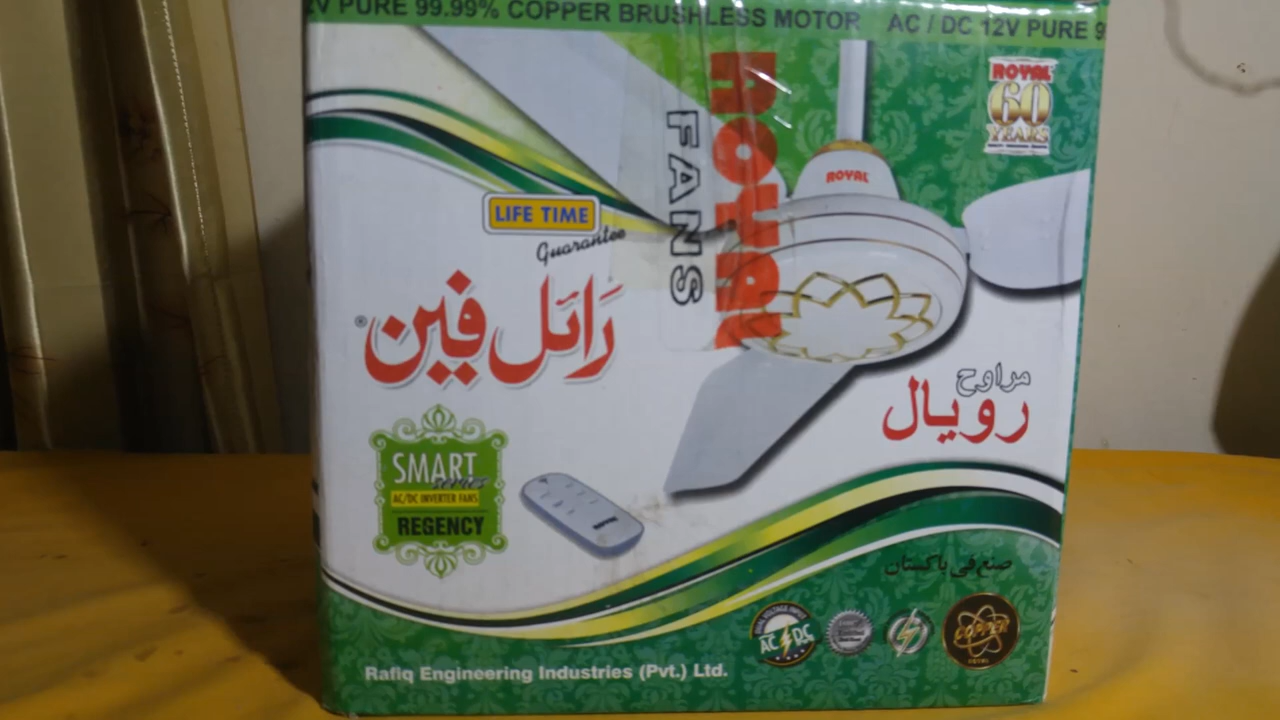 2V PURE 99.99% COPPER BRUSHLESS MOTOR AC / DC 12V PURE 9
ROYAL
60
YEARS
ROYAL
FANS
ROYAL
LIFE TIME
Guarantee
رائل فین
®
مراوح
رويال
SMART
series
AC/DC INVERTER FANS
REGENCY
صنع في باكستان
AC DC
COPPER
Rafiq Engineering Industries (Pvt.) Ltd.